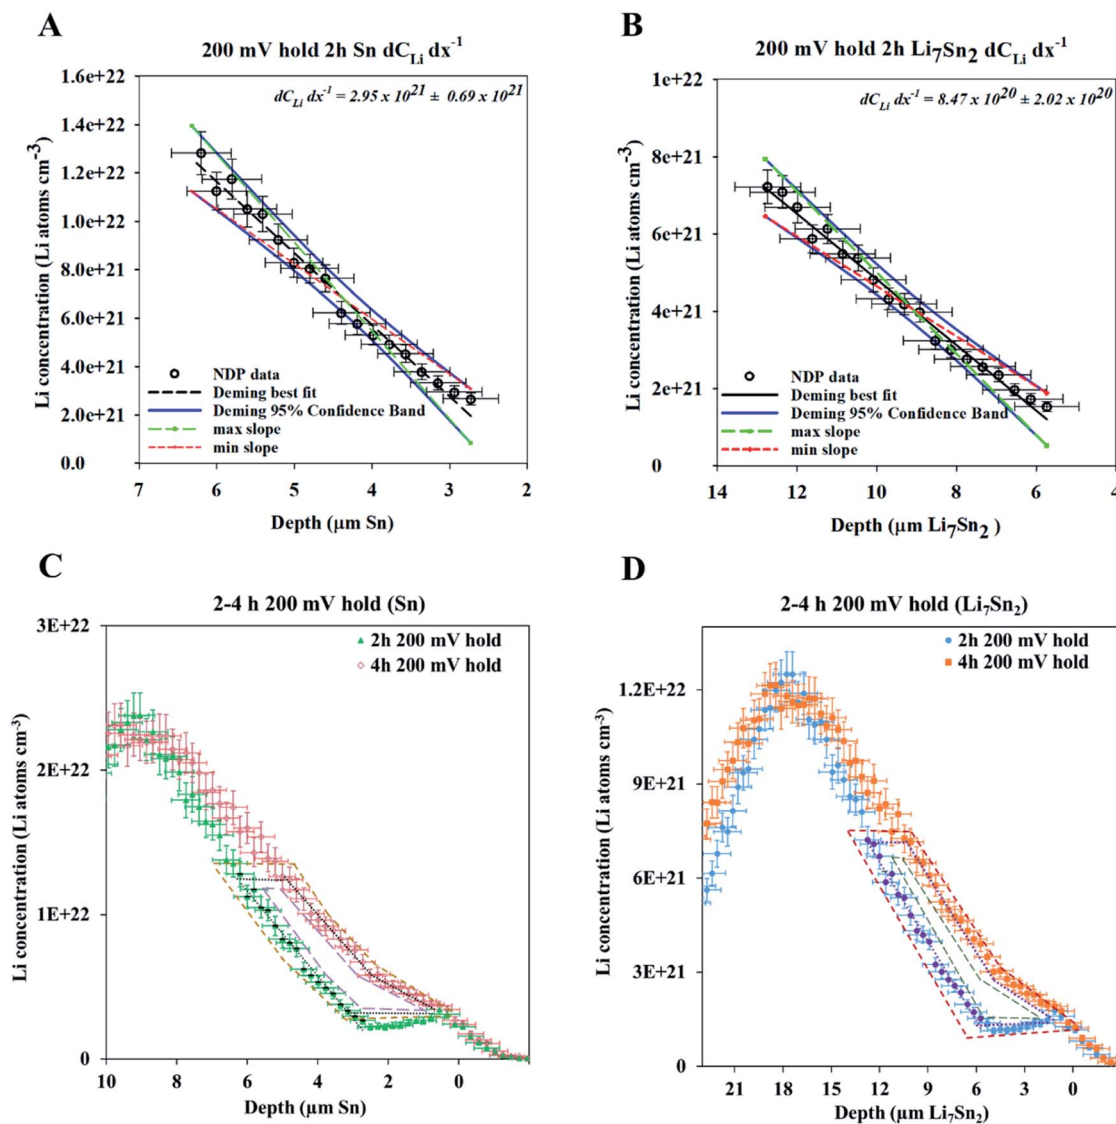 A
200 mV hold 2h Sn dC_Li dx⁻¹
dC_Li dx⁻¹ = 2.95 x 10²¹ ± 0.69 x 10²¹
Li concentration (Li atoms cm⁻³)
1.6e+22
1.4e+22
1.2e+22
1.0e+22
8.0e+21
6.0e+21
4.0e+21
2.0e+21
0.0
NDP data
Deming best fit
Deming 95% Confidence Band
max slope
min slope
7 6 5 4 3 2
Depth (µm Sn)
B
200 mV hold 2h Li₇Sn₂ dC_Li dx⁻¹
dC_Li dx⁻¹ = 8.47 x 10²⁰ ± 2.02 x 10²⁰
Li concentration (Li atoms cm⁻³)
1e+22
8e+21
6e+21
4e+21
2e+21
0
NDP data
Deming best fit
Deming 95% Confidence Band
max slope
min slope
14 12 10 8 6 4
Depth (µm Li₇Sn₂ )
C
2-4 h 200 mV hold (Sn)
2h 200 mV hold
4h 200 mV hold
Li concentration (Li atoms cm⁻³)
3E+22
2E+22
1E+22
0
10 8 6 4 2 0
Depth (µm Sn)
D
2-4 h 200 mV hold (Li₇Sn₂)
2h 200 mV hold
4h 200 mV hold
Li concentration (Li atoms cm⁻³)
1.2E+22
9E+21
6E+21
3E+21
0
21 18 15 12 9 6 3 0
Depth (µm Li₇Sn₂)